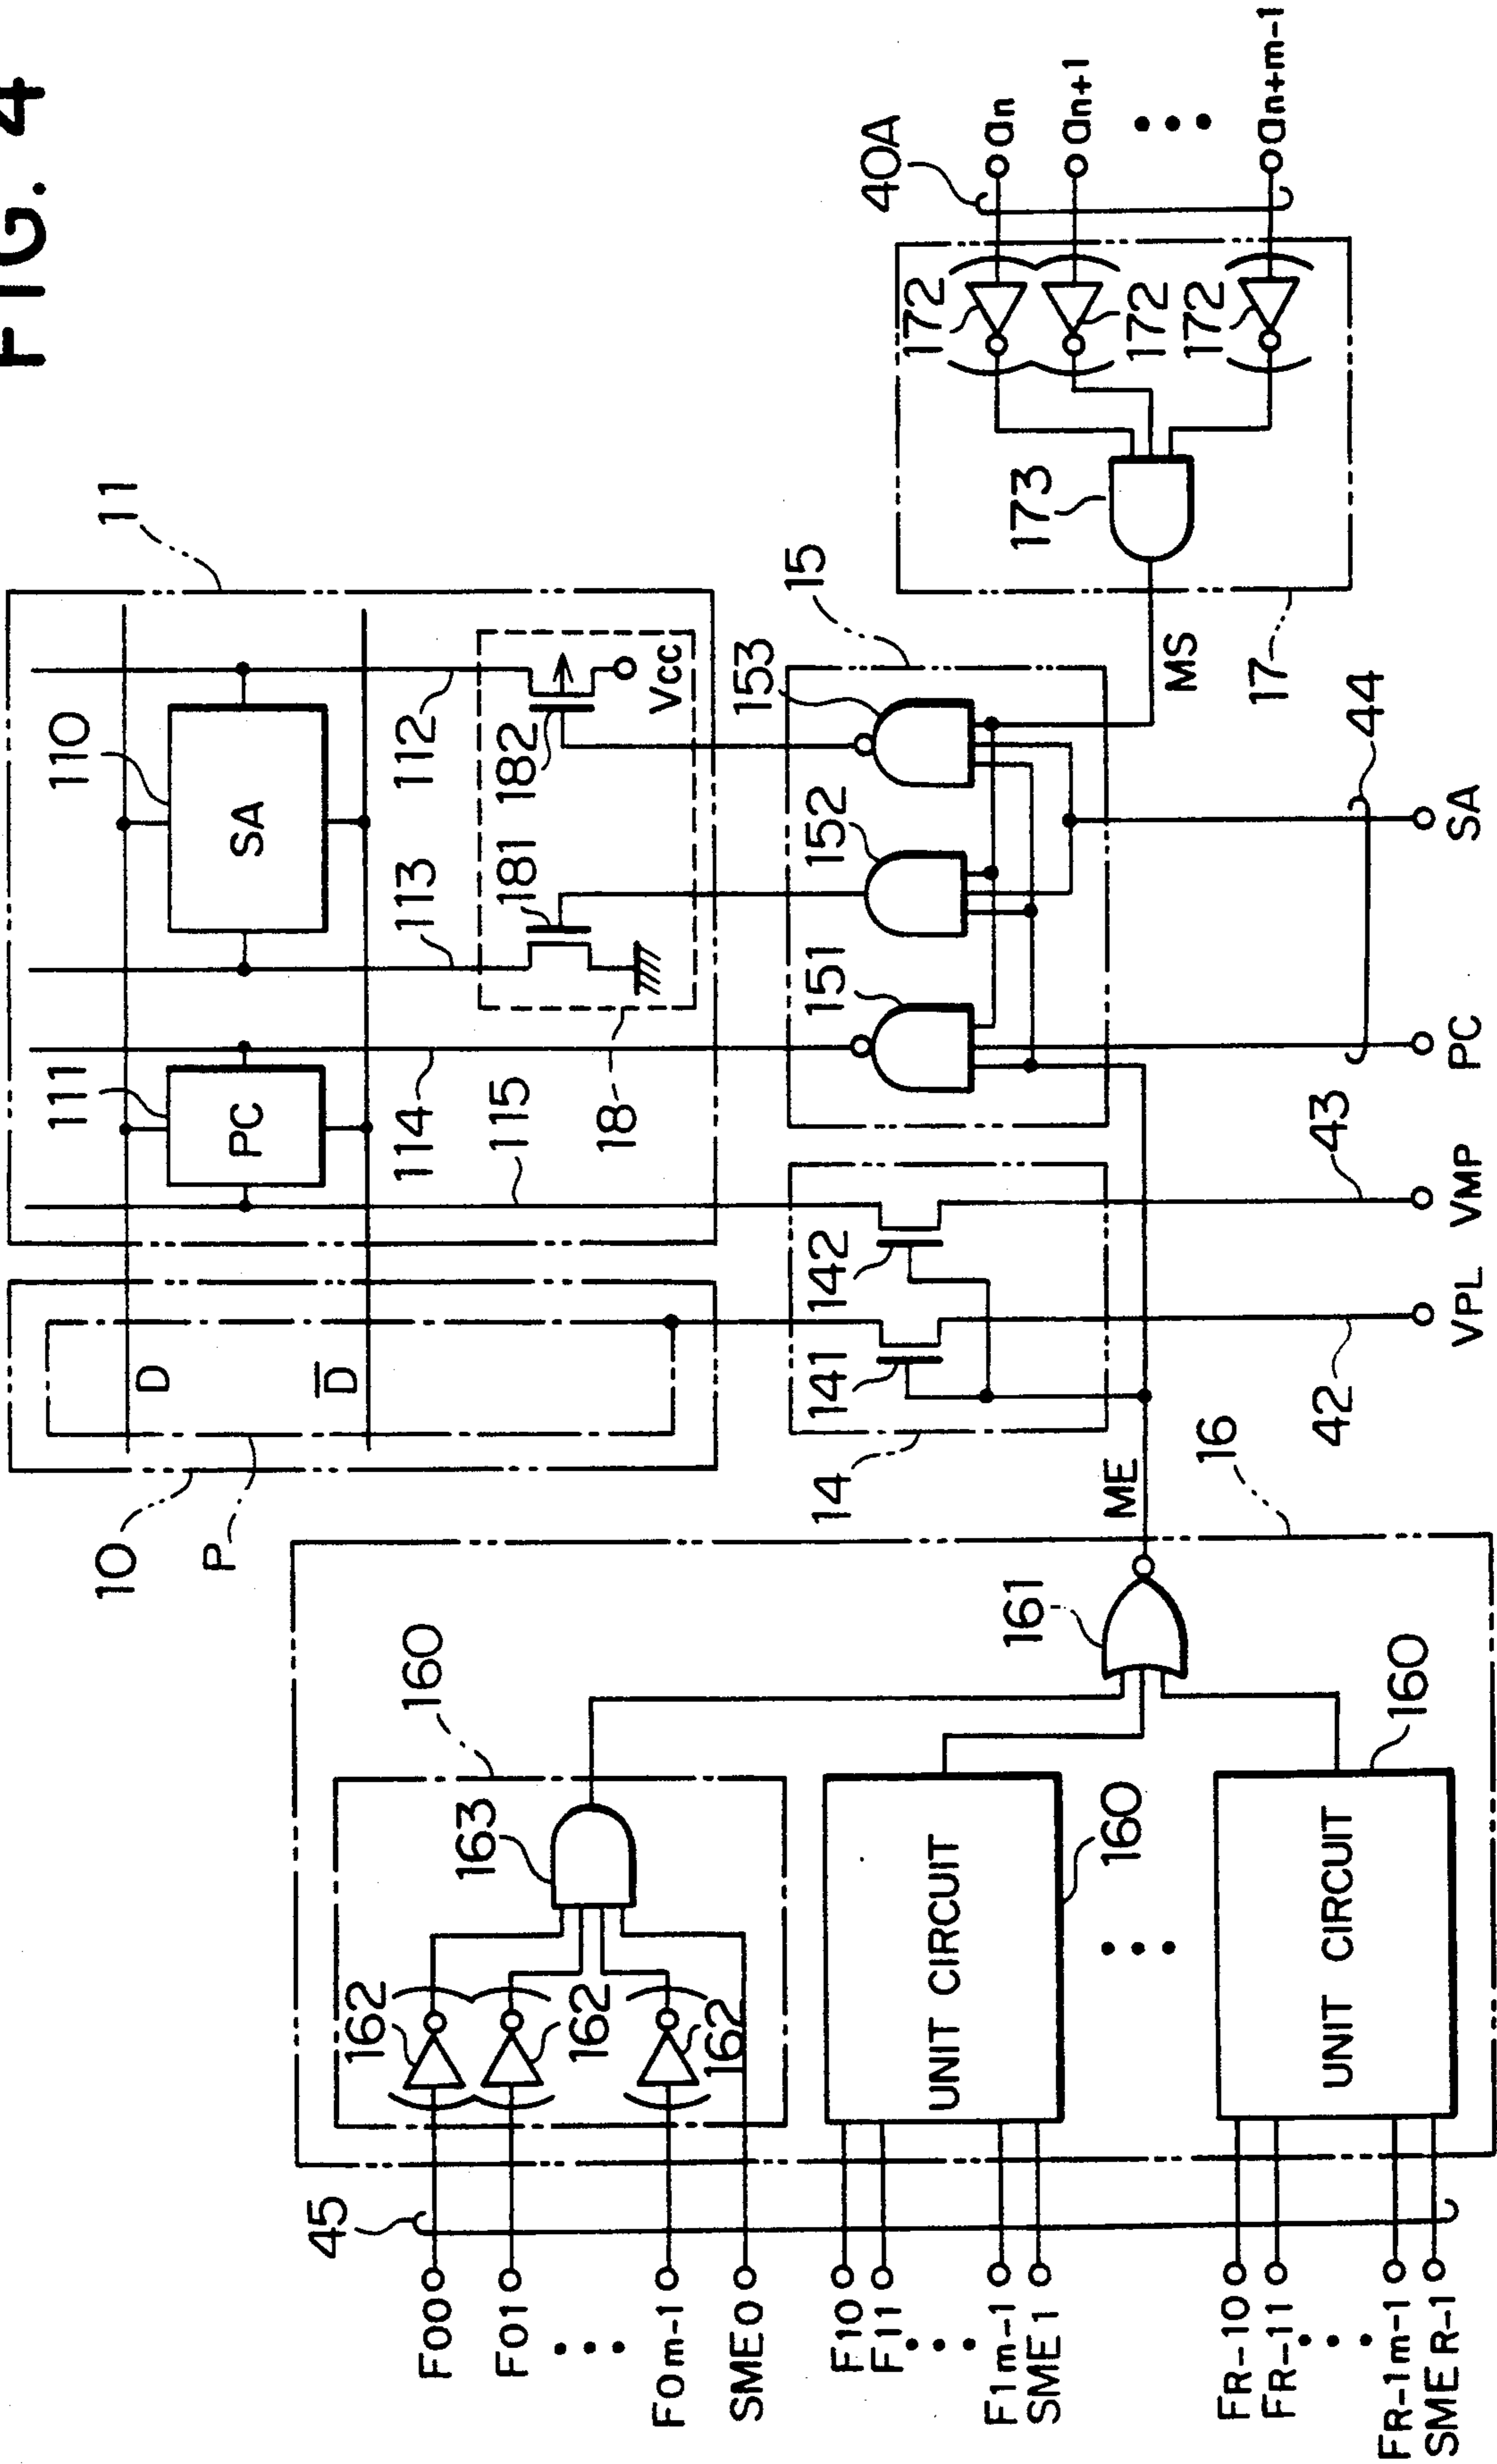 FIG. 4
11
110
SA
112
113
111
PC
114
115
18
181
182
VCC
10
P
D
D̅
15
153
152
151
14
141
142
MS
17
173
172
172
172
40A
an
an+1
an+m-1
44
SA
PC
43
VMP
42
VPL
ME
16
161
160
163
162
162
162
45
F00
F01
F0m-1
SME0
UNIT CIRCUIT
160
F10
F11
F1m-1
SME1
UNIT CIRCUIT
160
FR-10
FR-11
FR-1m-1
SMER-1